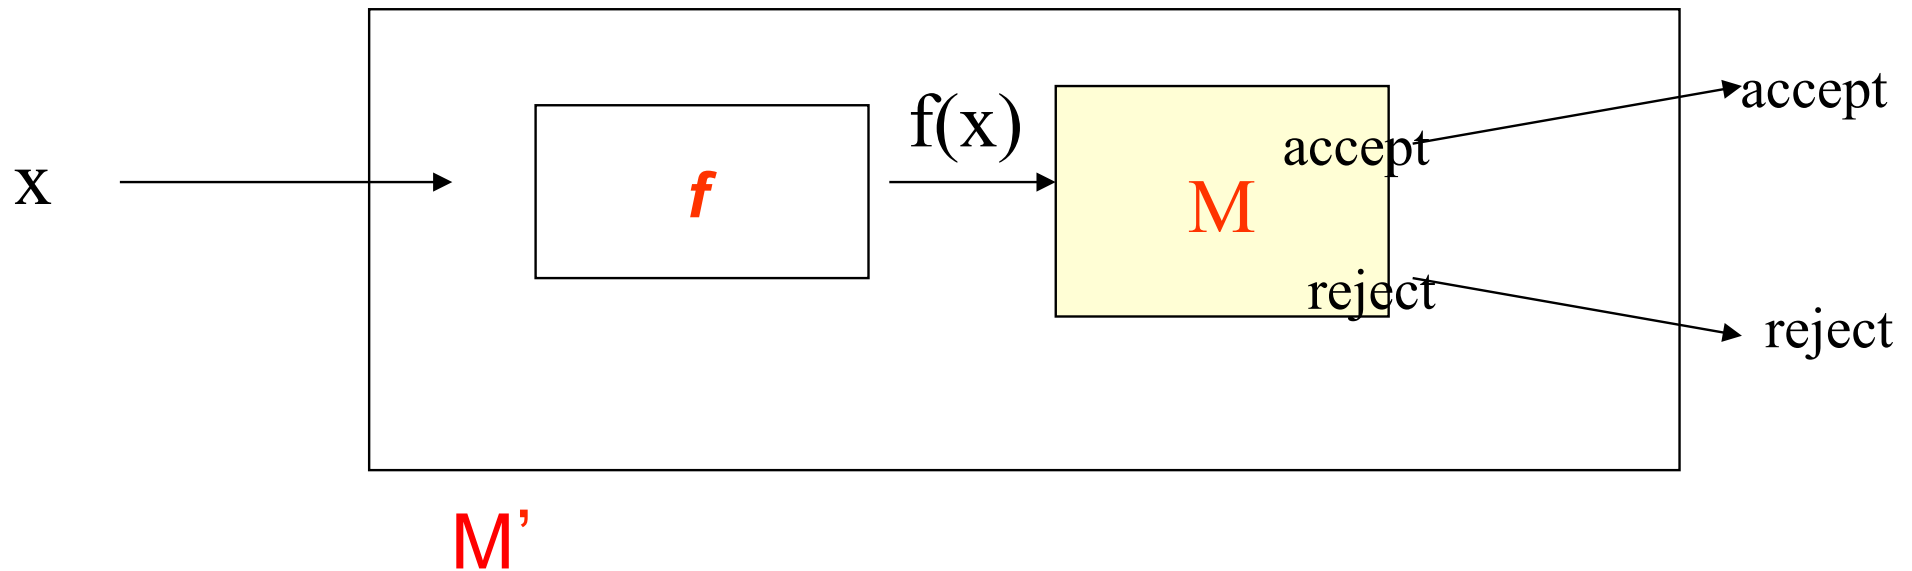 x
f
f(x)
M
accept
reject
accept
reject
M’